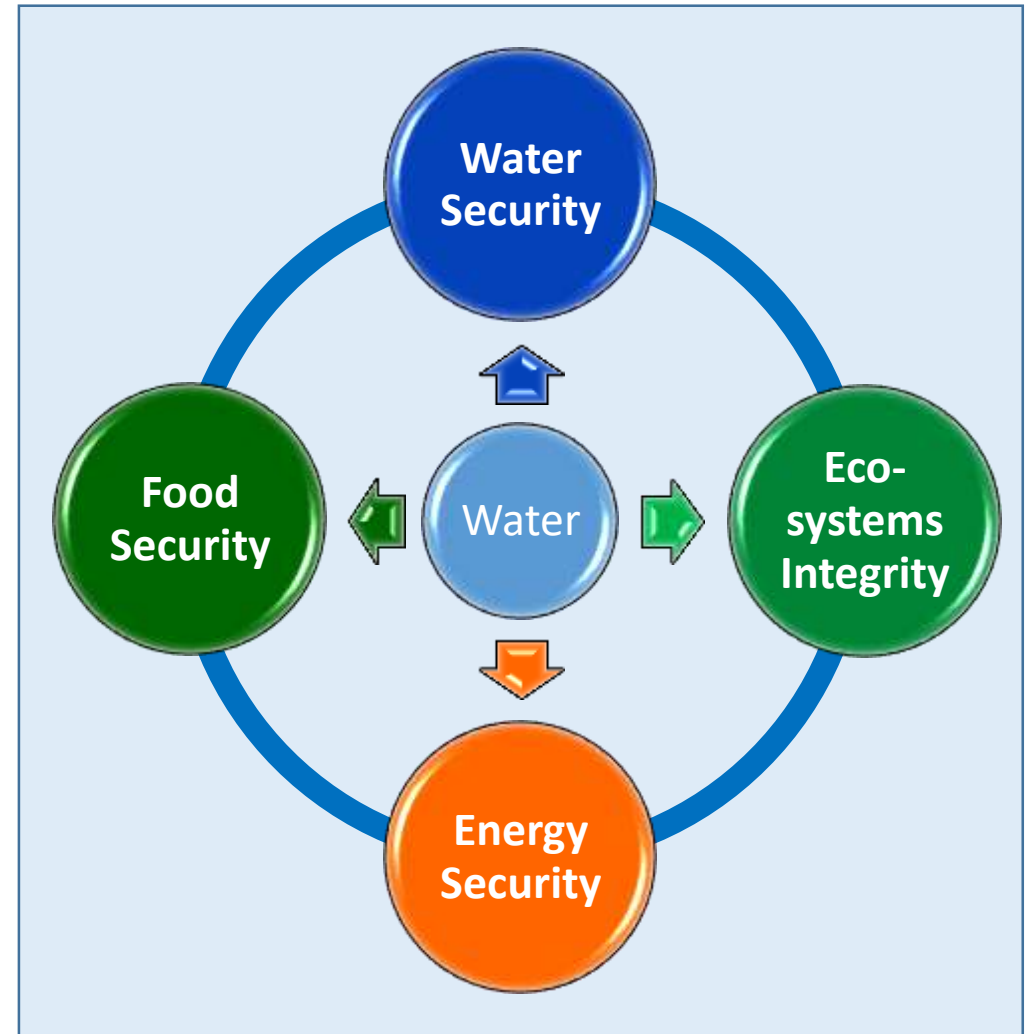 Water
Security
Food
Security
Water
Eco-
systems
Integrity
Energy
Security